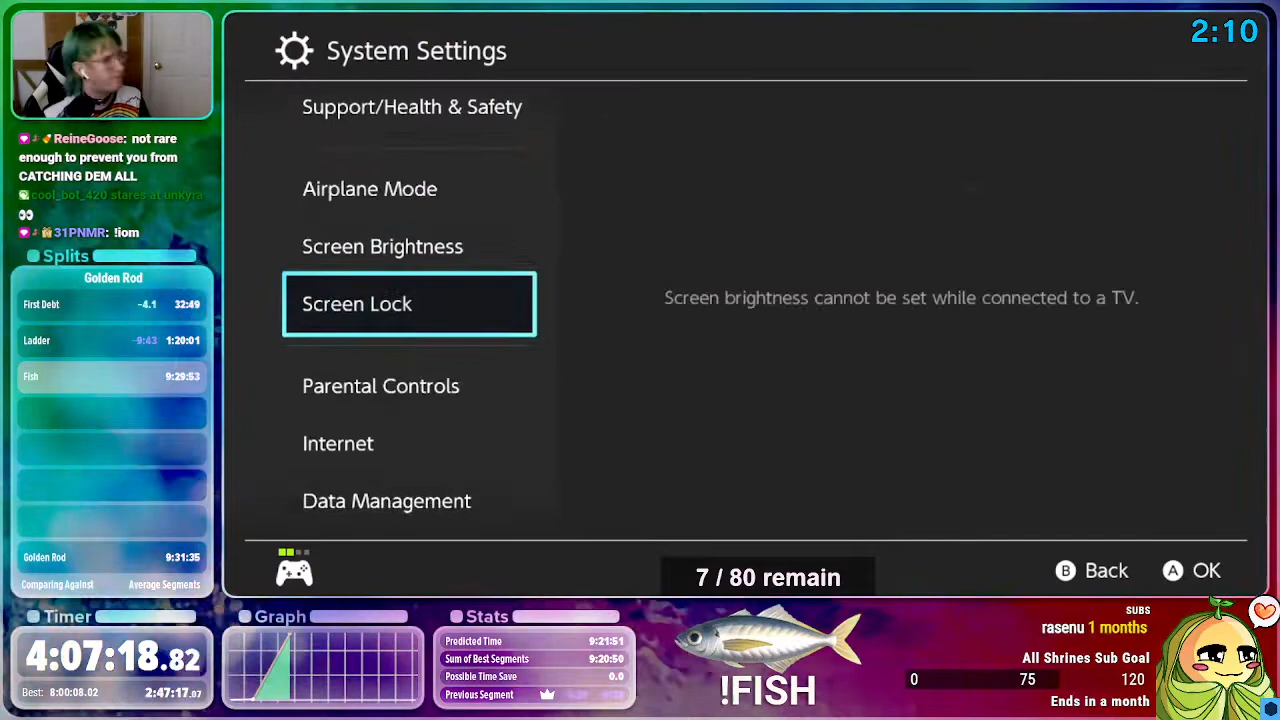 2:10
System Settings
Support/Health & Safety
Airplane Mode
Screen Brightness
Screen Lock
Parental Controls
Internet
Data Management
Screen brightness cannot be set while connected to a TV.
B Back
A OK
7 / 80 remain
ReineGoose: not rare
enough to prevent you from
CATCHING DEM ALL
cool_bot_420 stares at unkyra
31PNMR: !iom
Splits
Golden Rod
First Debt -4.1 32:49
Ladder -9:43 1:20:01
Fish 9:29:53
Golden Rod 9:31:35
Comparing Against Average Segments
Timer
4:07:18.82
Best: 8:00:08.02 2:47:17.07
Graph
Stats
Predicted Time 9:21:51
Sum of Best Segments 9:20:50
Possible Time Save 0.0
Previous Segment
!FISH
SUBS
rasenu 1 months
All Shrines Sub Goal
0 75 120
Ends in a month